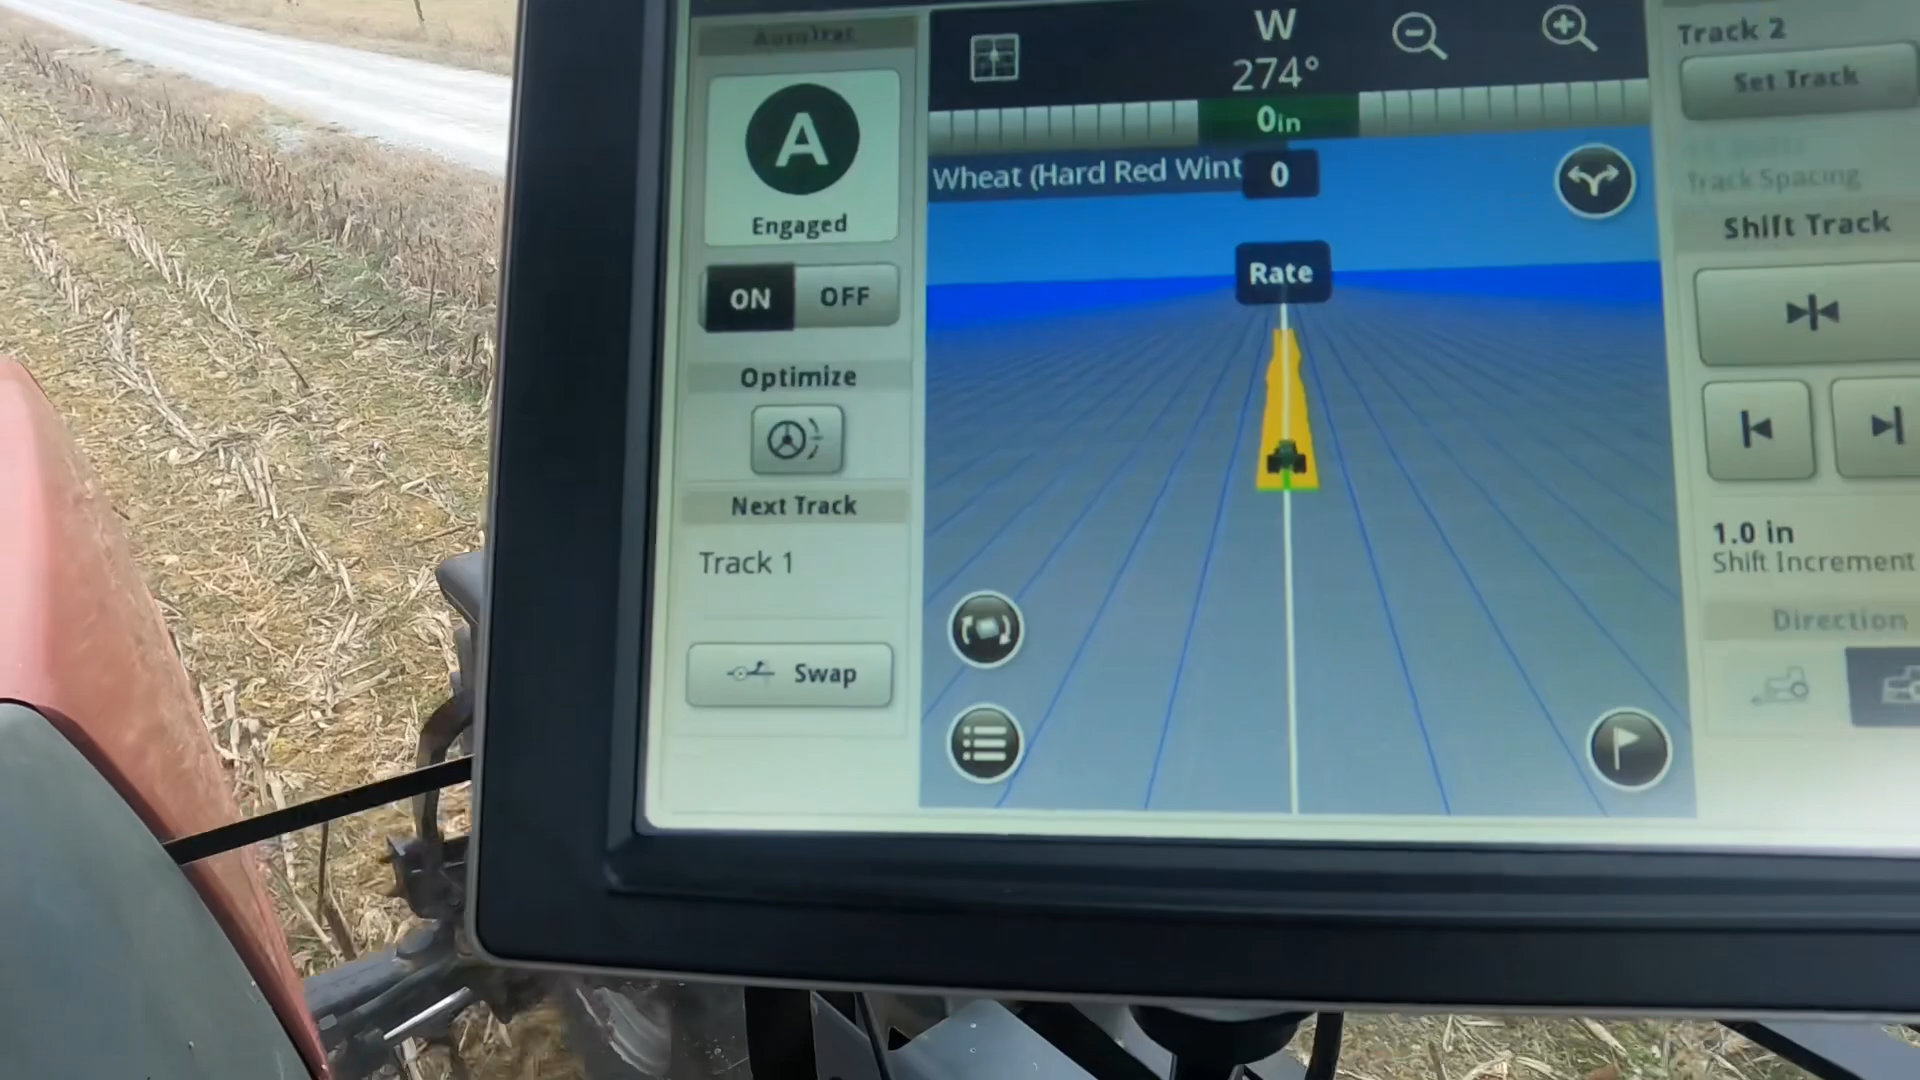 AutoTrac
A
Engaged
ON OFF
Optimize
Next Track
Track 1
Swap
W
274°
0in
Wheat (Hard Red Wint
0
Rate
Track 2
Set Track
Track Spacing
Shift Track
1.0 in
Shift Increment
Direction